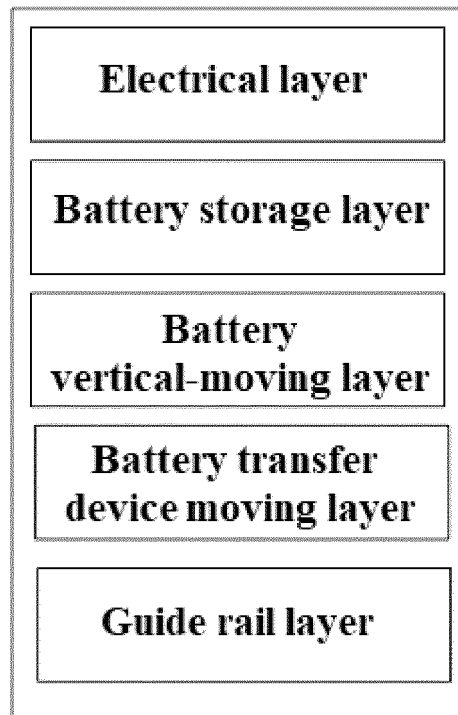 Electrical layer
Battery storage layer
Battery
vertical-moving layer
Battery transfer
device moving layer
Guide rail layer